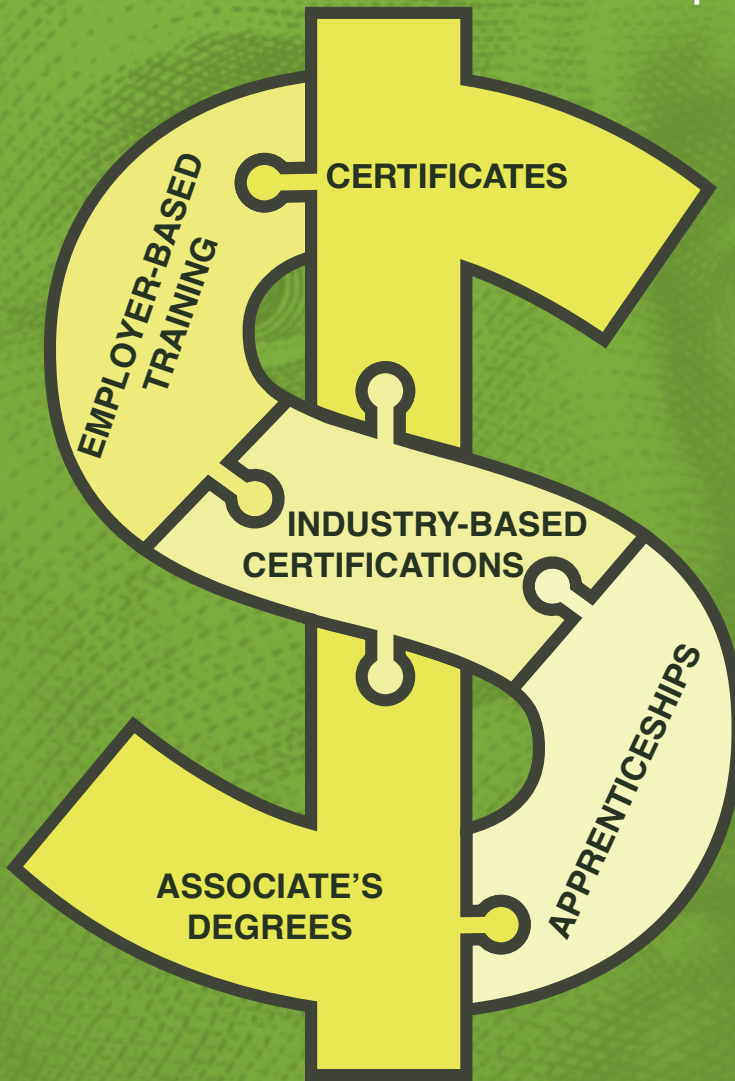 CERTIFICATES
EMPLOYER-BASED
TRAINING
INDUSTRY-BASED
CERTIFICATIONS
APPRENTICESHIPS
ASSOCIATE’S
DEGREES